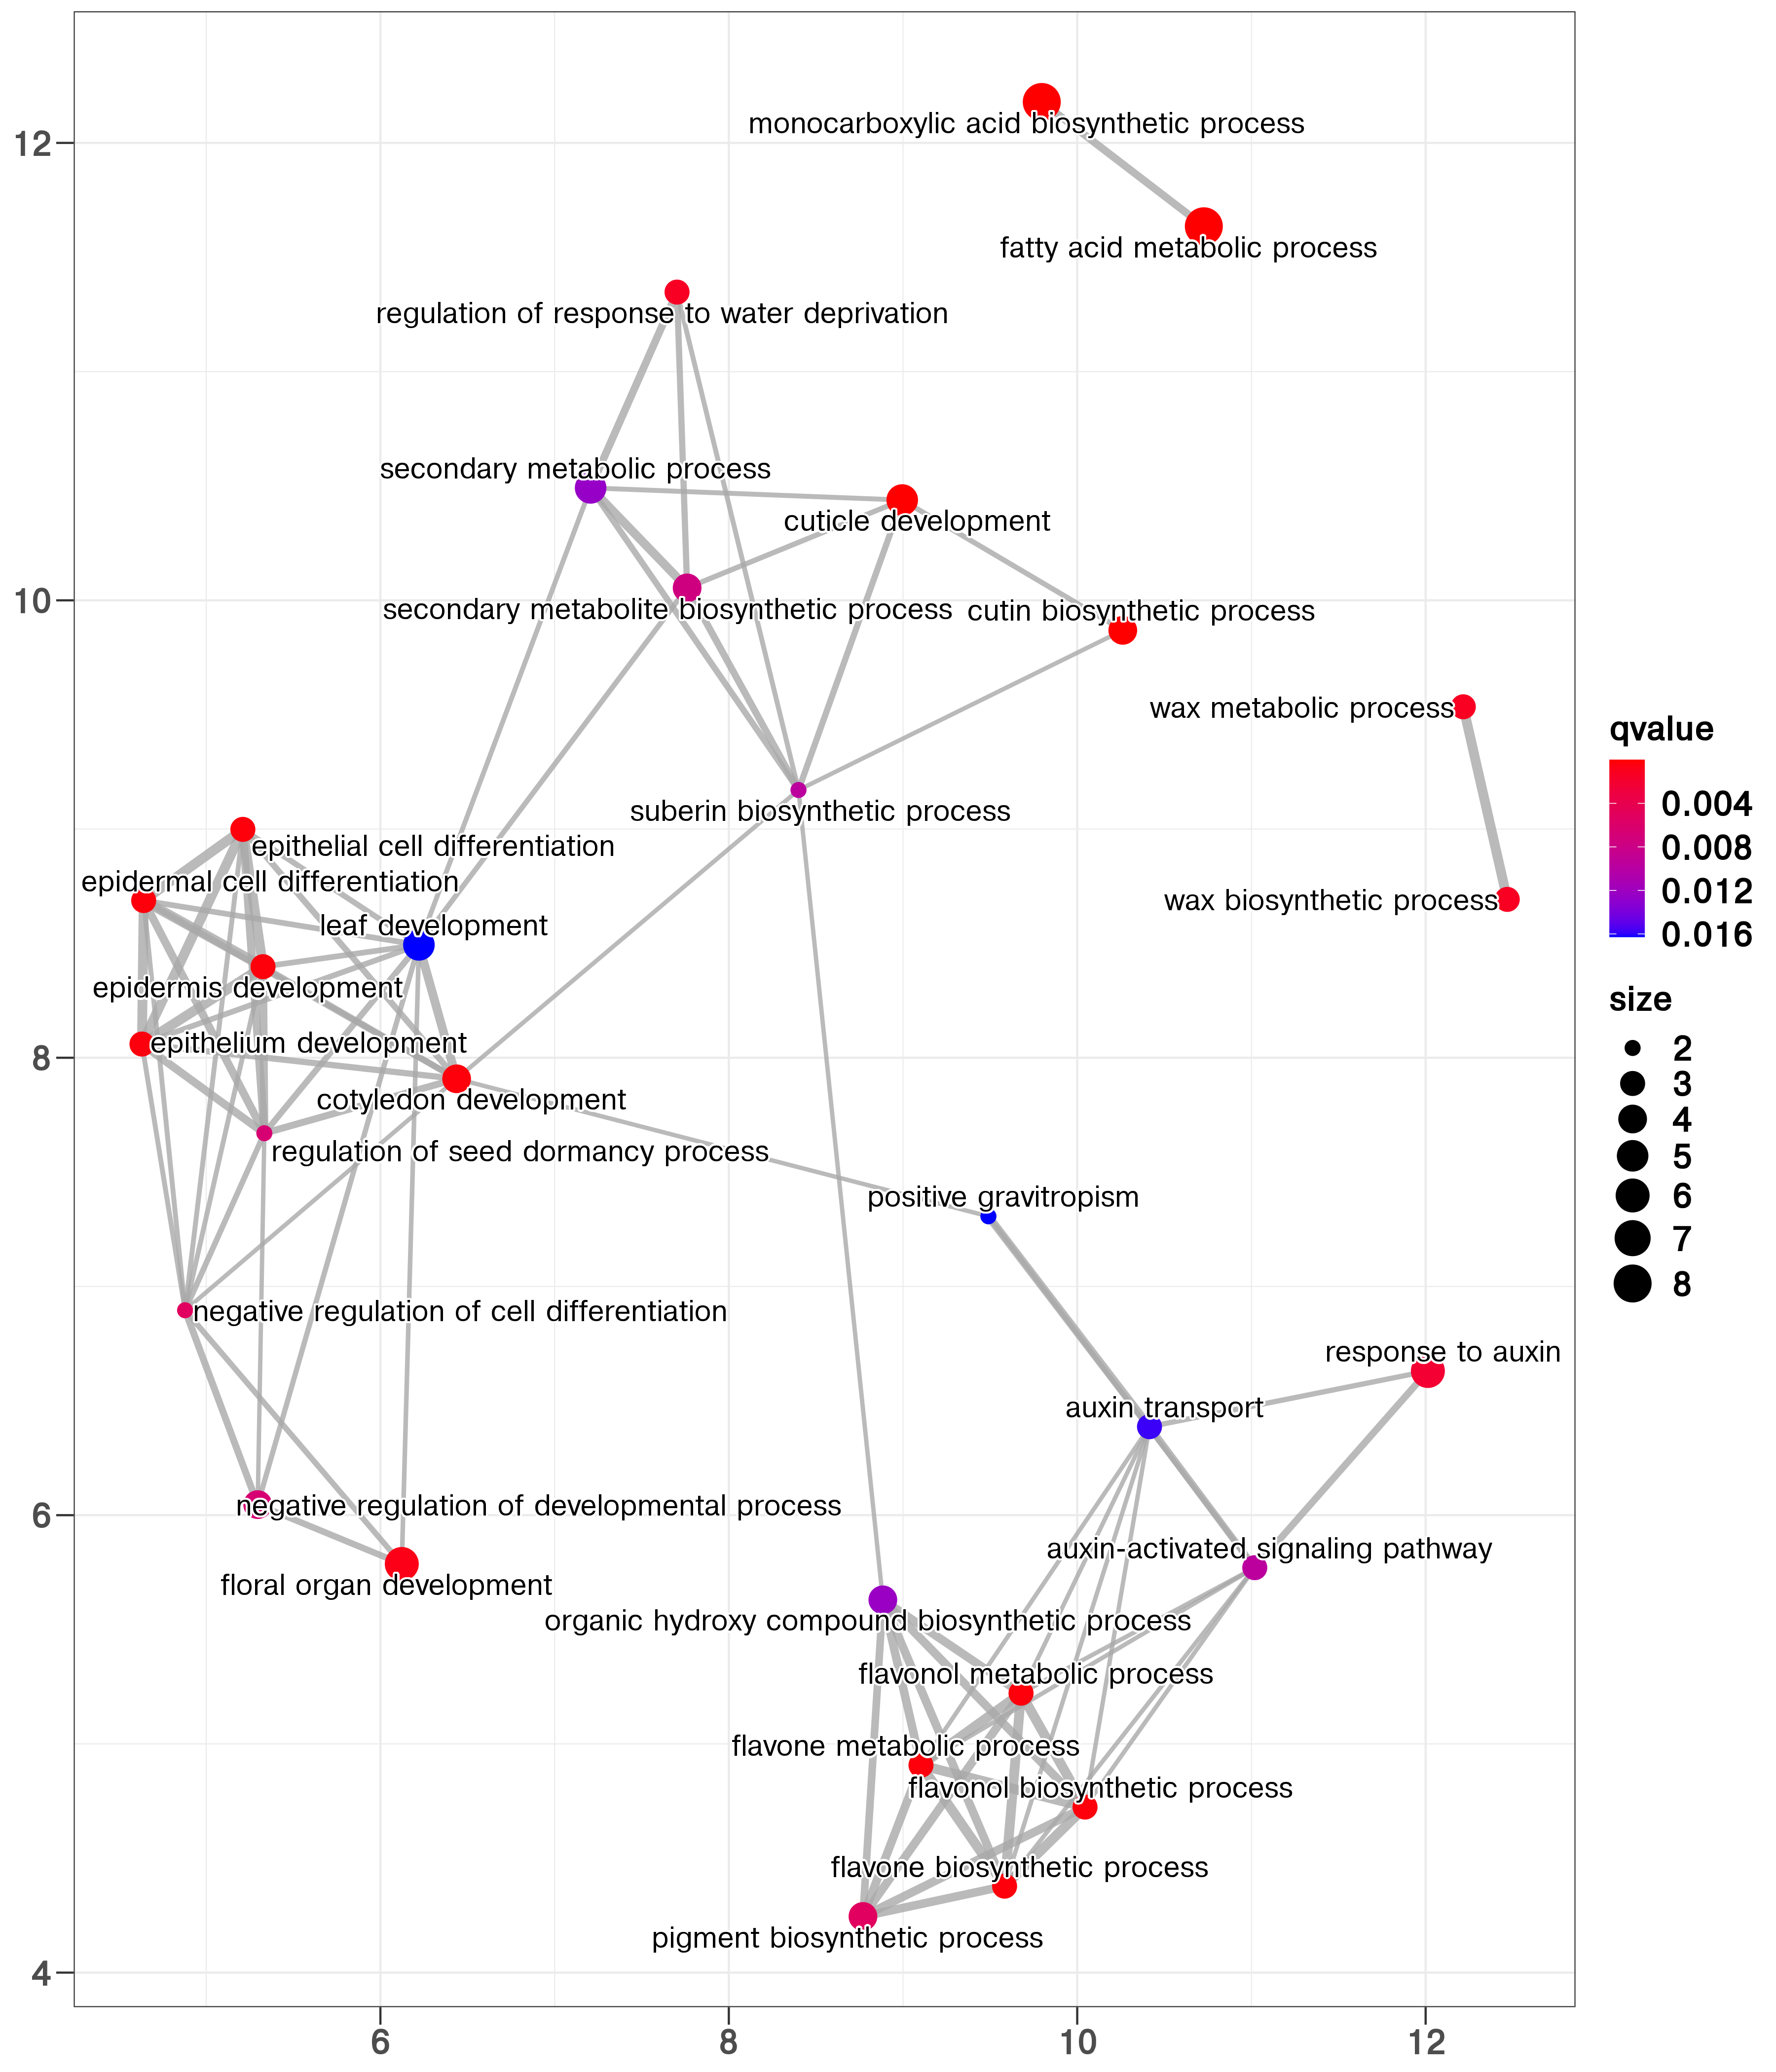 monocarboxylic acid biosynthetic process
12
fatty acid metabolic process
regulation of response to water deprivation
secondary metabolic process
cuticle development
10
secondary metabolite biosynthetic process
cutin biosynthetic process
wax metabolic process
suberin biosynthetic process
epithelial cell differentiation
epidermal cell differentiation
wax biosynthetic process
leaf development
epidermis development
epithelium development
8
cotyledon development
regulation of seed dormancy process
positive gravitropism
negative regulation of cell differentiation
response to auxin
auxin transport
negative regulation of developmental process
6
auxin-activated signaling pathway
floral organ development
organic hydroxy compound biosynthetic process
flavonol metabolic process
flavone metabolic process
flavonol biosynthetic process
flavone biosynthetic process
pigment biosynthetic process
4
6
8
10
12
qvalue
0.004
0.008
0.012
0.016
size
2
3
4
5
6
7
8